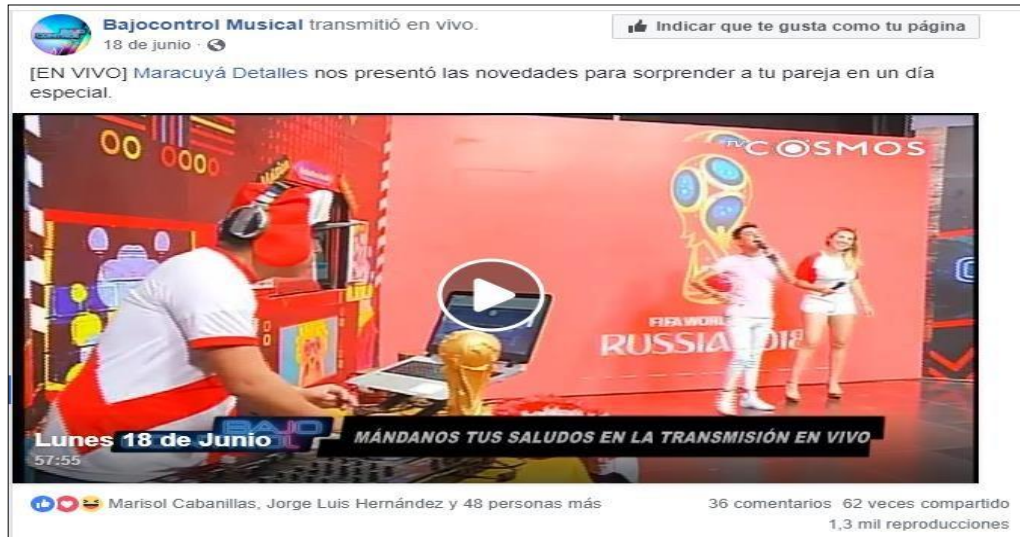 Bajocontrol Musical transmitió en vivo.
18 de junio
Indicar que te gusta como tu página
[EN VIVO] Maracuyá Detalles nos presentó las novedades para sorprender a tu pareja en un día
especial.
TV COSMOS
FIFA WORL
RUSSIA 2018
BAJO
Lunes 18 de Junio
MÁNDANOS TUS SALUDOS EN LA TRANSMISIÓN EN VIVO
57:55
Marisol Cabanillas, Jorge Luis Hernández y 48 personas más
36 comentarios 62 veces compartido
1,3 mil reproducciones